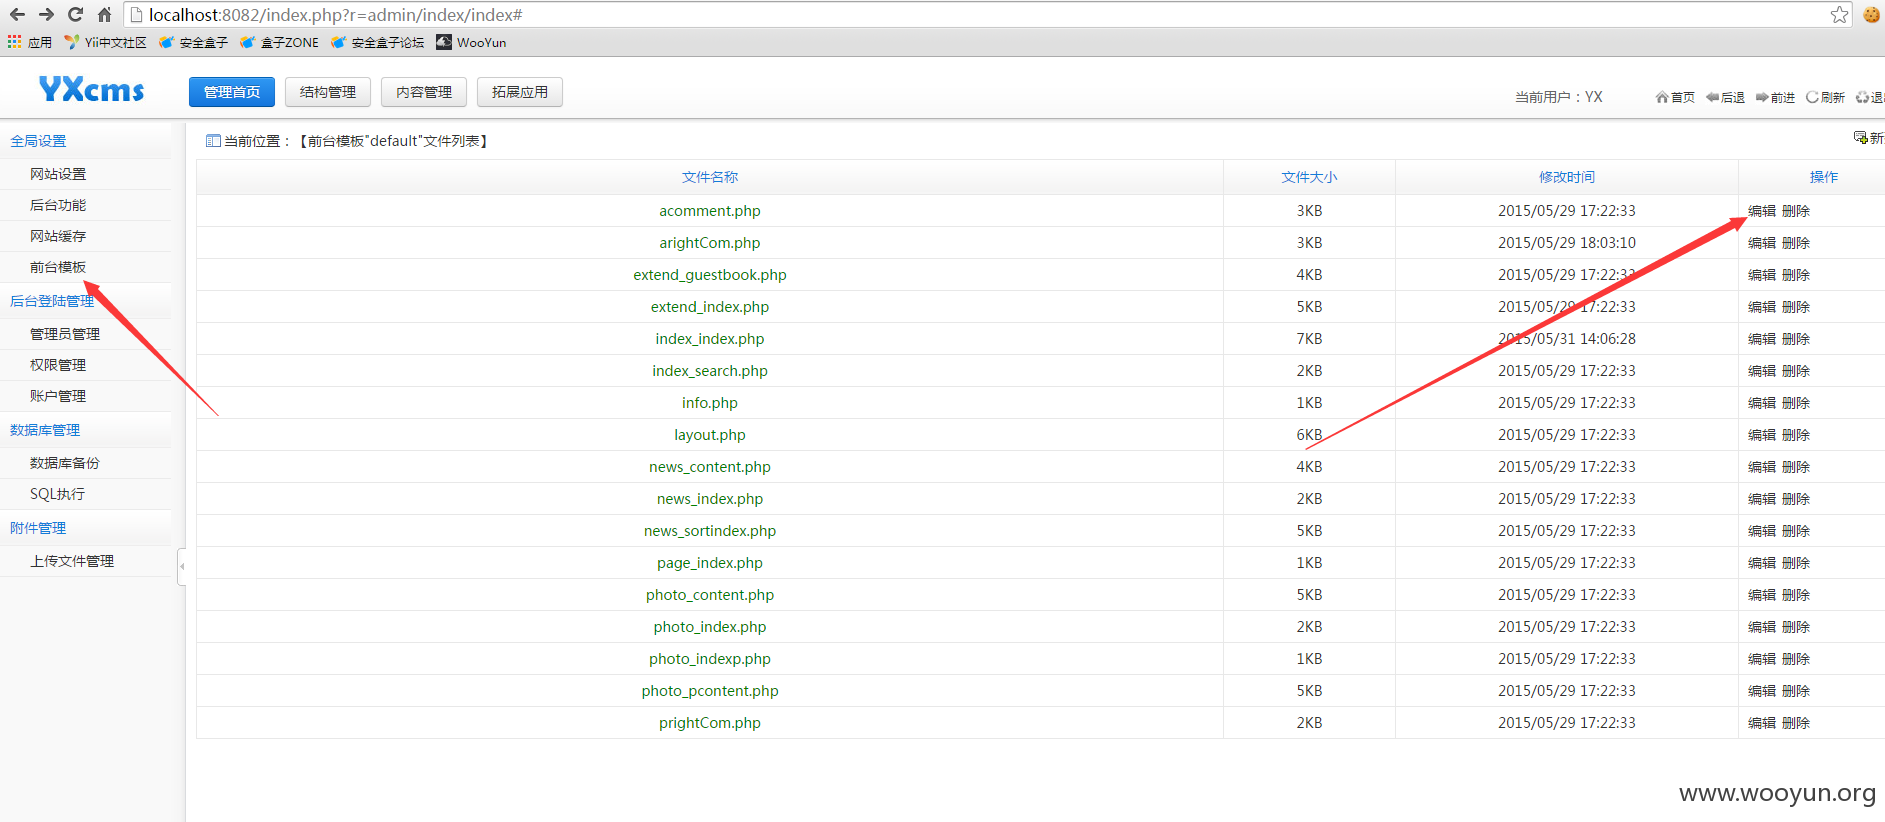 localhost:8082/index.php?r=admin/index/index#
应用 Yii中文社区 安全盒子 盒子ZONE 安全盒子论坛 WooYun
YXcms 管理首页 结构管理 内容管理 拓展应用 当前用户：YX 首页 后退 前进 刷新
全局设置
网站设置
后台功能
网站缓存
前台模板
后台登陆管理
管理员管理
权限管理
账户管理
数据库管理
数据库备份
SQL执行
附件管理
上传文件管理
当前位置：【前台模板"default"文件列表】 新
文件名称 文件大小 修改时间 操作
acomment.php 3KB 2015/05/29 17:22:33 编辑 删除
arightCom.php 3KB 2015/05/29 18:03:10 编辑 删除
extend_guestbook.php 4KB 2015/05/29 17:22:33 编辑 删除
extend_index.php 5KB 2015/05/29 17:22:33 编辑 删除
index_index.php 7KB 2015/05/31 14:06:28 编辑 删除
index_search.php 2KB 2015/05/29 17:22:33 编辑 删除
info.php 1KB 2015/05/29 17:22:33 编辑 删除
layout.php 6KB 2015/05/29 17:22:33 编辑 删除
news_content.php 4KB 2015/05/29 17:22:33 编辑 删除
news_index.php 2KB 2015/05/29 17:22:33 编辑 删除
news_sortindex.php 5KB 2015/05/29 17:22:33 编辑 删除
page_index.php 1KB 2015/05/29 17:22:33 编辑 删除
photo_content.php 5KB 2015/05/29 17:22:33 编辑 删除
photo_index.php 2KB 2015/05/29 17:22:33 编辑 删除
photo_indexp.php 1KB 2015/05/29 17:22:33 编辑 删除
photo_pcontent.php 5KB 2015/05/29 17:22:33 编辑 删除
prightCom.php 2KB 2015/05/29 17:22:33 编辑 删除
www.wooyun.org